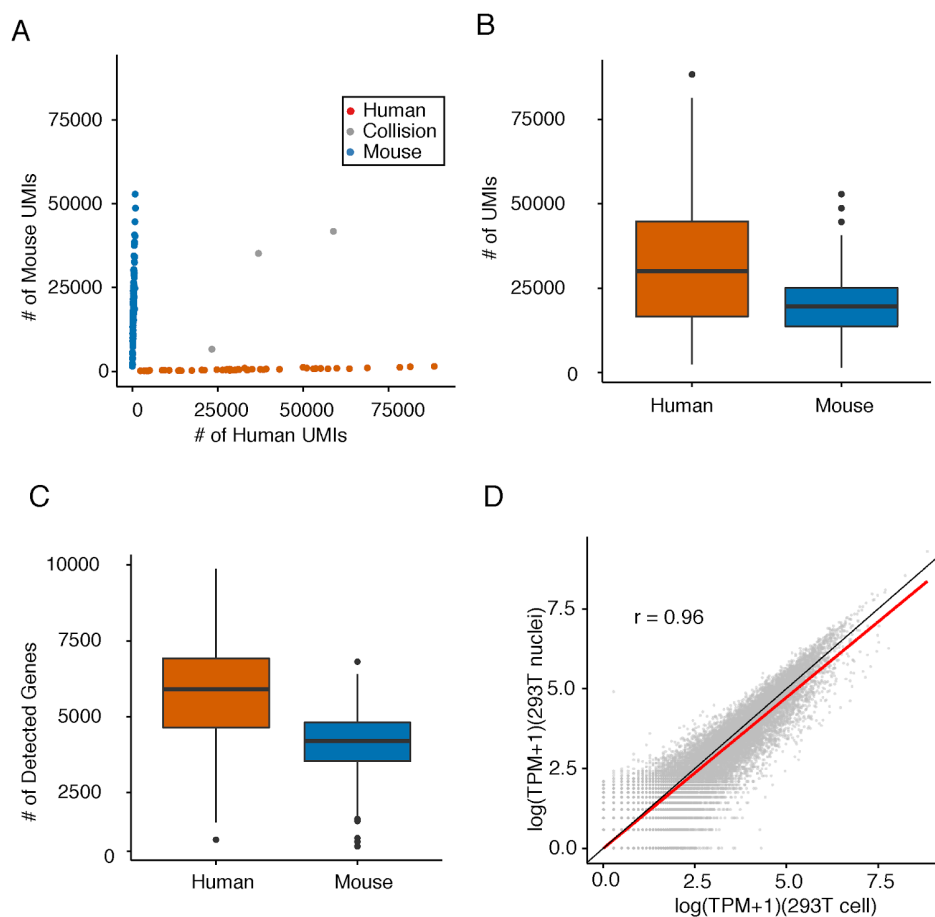 A
# of Mouse UMIs
75000
50000
25000
0
Human
Collision
Mouse
0 25000 50000 75000
# of Human UMIs
B
# of UMIs
75000
50000
25000
0
Human Mouse
C
# of Detected Genes
10000
7500
5000
2500
0
Human Mouse
D
log(TPM+1)(293T nuclei)
7.5
5.0
2.5
0.0
r = 0.96
0.0 2.5 5.0 7.5
log(TPM+1)(293T cell)